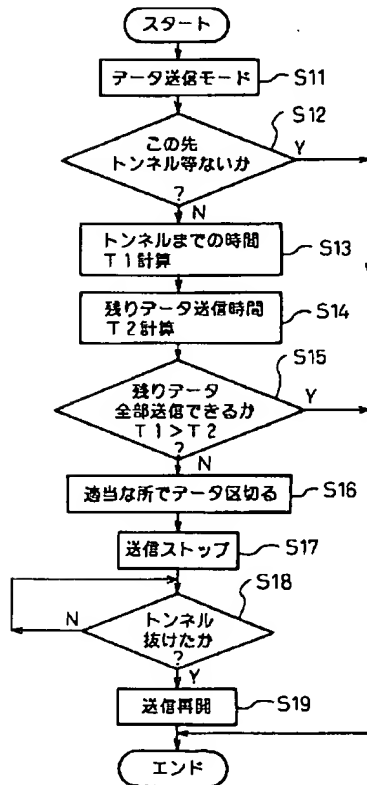 スタート
データ送信モード
S11
S12
この先
トンネル等ないか
?
Y
N
トンネルまでの時間
T1計算
S13
残りデータ送信時間
T2計算
S14
S15
残りデータ
全部送信できるか
T1>T2
?
Y
N
適当な所でデータ区切る
S16
送信ストップ
S17
S18
トンネル
抜けたか
?
N
Y
送信再開
S19
エンド